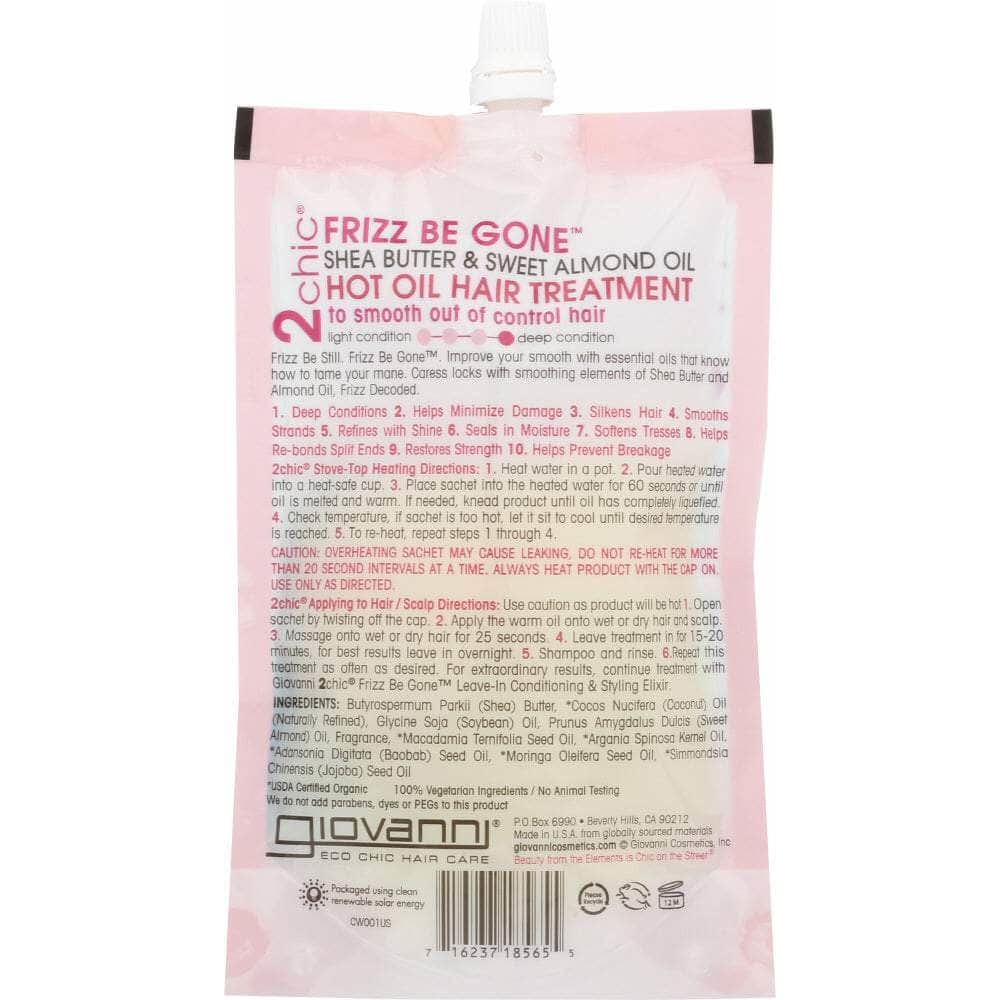 2chic®
FRIZZ BE GONE™
SHEA BUTTER & SWEET ALMOND OIL
HOT OIL HAIR TREATMENT
to smooth out of control hair
light condition deep condition
Frizz Be Still. Frizz Be Gone™. Improve your smooth with essential oils that know
how to tame your mane. Caress locks with smoothing elements of Shea Butter and
Almond Oil, Frizz Decoded.
1. Deep Conditions 2. Helps Minimize Damage 3. Silkens Hair 4. Smooths
Strands 5. Refines with Shine 6. Seals in Moisture 7. Softens Tresses 8. Helps
Re-bonds Split Ends 9. Restores Strength 10. Helps Prevent Breakage
2chic® Stove-Top Heating Directions: 1. Heat water in a pot. 2. Pour heated water
into a heat-safe cup. 3. Place sachet into the heated water for 60 seconds or until
oil is melted and warm. If needed, knead product until oil has completely liquefied.
4. Check temperature, if sachet is too hot, let it sit to cool until desired temperature
is reached. 5. To re-heat, repeat steps 1 through 4.
CAUTION: OVERHEATING SACHET MAY CAUSE LEAKING, DO NOT RE-HEAT FOR MORE
THAN 20 SECOND INTERVALS AT A TIME. ALWAYS HEAT PRODUCT WITH THE CAP ON.
USE ONLY AS DIRECTED.
2chic® Applying to Hair / Scalp Directions: Use caution as product will be hot 1. Open
sachet by twisting off the cap. 2. Apply the warm oil onto wet or dry hair and scalp.
3. Massage onto wet or dry hair for 25 seconds. 4. Leave treatment in for 15-20
minutes, for best results leave in overnight. 5. Shampoo and rinse. 6. Repeat this
treatment as often as desired. For extraordinary results, continue treatment with
Giovanni 2chic® Frizz Be Gone™ Leave-In Conditioning & Styling Elixir.
INGREDIENTS: Butyrospermum Parkii (Shea) Butter, *Cocos Nucifera (Coconut) Oil
(Naturally Refined), Glycine Soja (Soybean) Oil, Prunus Amygdalus Dulcis (Sweet
Almond) Oil, Fragrance, *Macadamia Ternifolia Seed Oil, *Argania Spinosa Kernel Oil,
*Adansonia Digitata (Baobab) Seed Oil, *Moringa Oleifera Seed Oil, *Simmondsia
Chinensis (Jojoba) Seed Oil
*USDA Certified Organic 100% Vegetarian Ingredients / No Animal Testing
We do not add parabens, dyes or PEGs to this product
giovanni®
ECO CHIC HAIR CARE
P.O.Box 6990 • Beverly Hills, CA 90212
Made in U.S.A. from globally sourced materials
giovannicosmetics.com © Giovanni Cosmetics, Inc
Beauty from the Elements is Chic on the Street®
Packaged using clean
renewable solar energy
CW001US
Please
Recycle
12 M
7 16237 18565 5